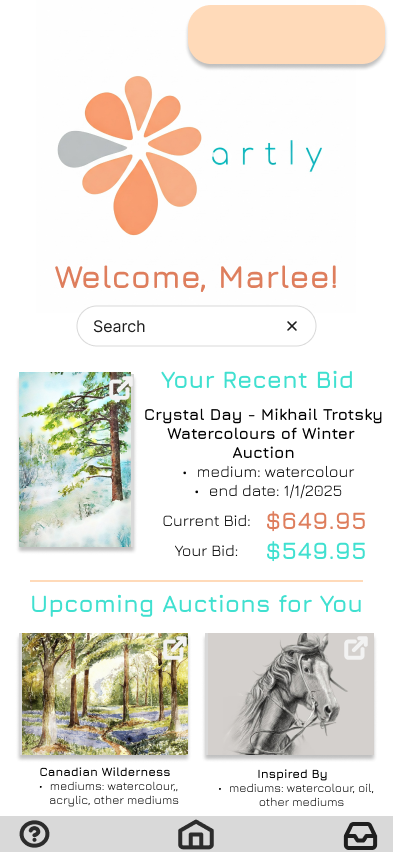 artly
Welcome, Marlee!
Search
Your Recent Bid
Crystal Day - Mikhail Trotsky
Watercolours of Winter
Auction
• medium: watercolour
• end date: 1/1/2025
Current Bid: $649.95
Your Bid: $549.95
Upcoming Auctions for You
Canadian Wilderness
• mediums: watercolour,,
acrylic, other mediums
Inspired By
• mediums: watercolour, oil,
other mediums